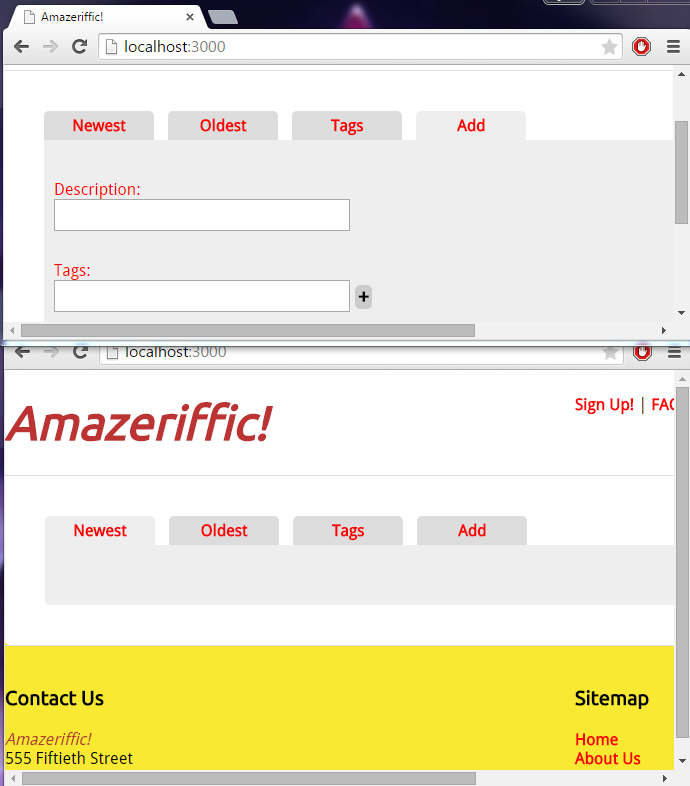 Amazeriffic!
localhost:3000
Newest Oldest Tags Add
Description:
Tags:
+
localhost:3000
Amazeriffic!
Sign Up! |
Newest Oldest Tags Add
Contact Us
Sitemap
Amazeriffic!
Home
555 Fiftieth Street
About Us